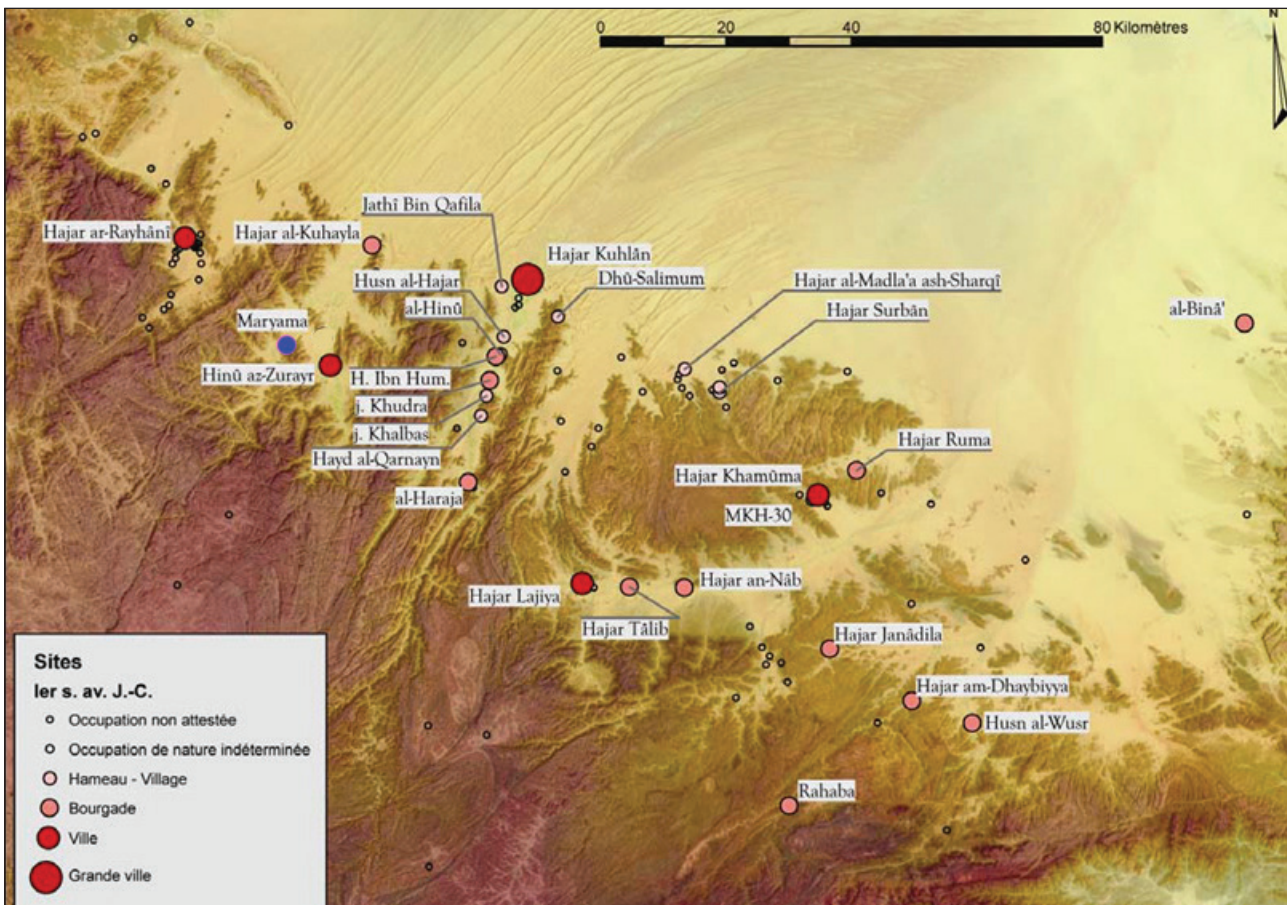 N
0 20 40 80 Kilomètres
Jathî Bin Qafila
Hajar ar-Rayhânî
Hajar al-Kuhayla
Hajar Kuhlân
Husn al-Hajar
Dhû-Salimum
Hajar al-Madla'a ash-Sharqî
al-Hinû
Hajar Surbân
al-Binâ'
Maryama
Hinû az-Zurayr
H. Ibn Hum.
j. Khudra
j. Khalbas
Hayd al-Qarnayn
Hajar Ruma
al-Haraja
Hajar Khamûma
MKH-30
Hajar Lajiya
Hajar an-Nâb
Hajar Tâlib
Hajar Janâdila
Hajar am-Dhaybiyya
Husn al-Wusr
Rahaba
Sites
Ier s. av. J.-C.
Occupation non attestée
Occupation de nature indéterminée
Hameau - Village
Bourgade
Ville
Grande ville